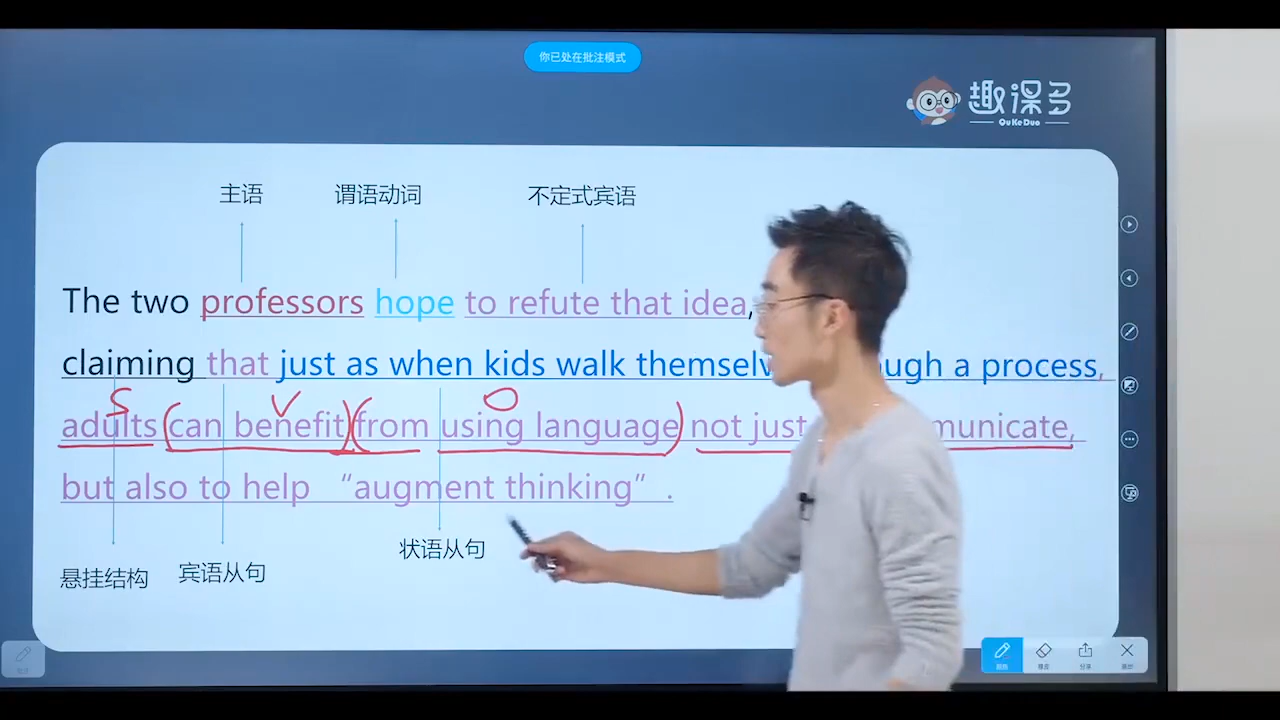 你已处在批注模式
趣课多
QuKeDuo
主语 谓语动词 不定式宾语
The two professors hope to refute that idea,
claiming that just as when kids walk a process,
S V O
adults (can benefit)(from using language) not just
but also to help “augment thinking”.
状语从句
悬挂结构 宾语从句